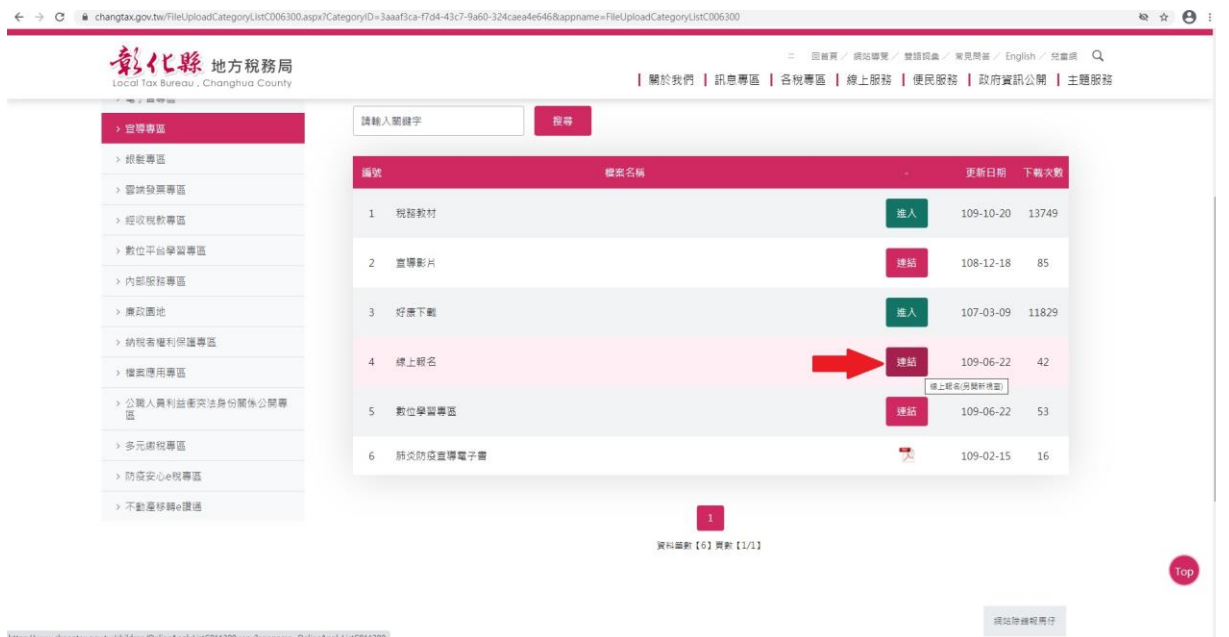 changtax.gov.tw/FileUploadCategoryListC006300.aspx?CategoryID=3aaaf3ca-f7d4-43c7-9a60-324caea4e646&appname=FileUploadCategoryListC006300
彰化縣 地方稅務局
Local Tax Bureau , Changhua County
::: 回首頁 / 網站導覽 / 雙語詞彙 / 常見問答 / English / 兒童網
關於我們 | 訊息專區 | 各稅專區 | 線上服務 | 便民服務 | 政府資訊公開 | 主題服務
> 宣導專區
> 銀髮專區
> 雲端發票專區
> 經收稅款專區
> 數位平台學習專區
> 內部服務專區
> 廉政園地
> 納稅者權利保護專區
> 檔案應用專區
> 公職人員利益衝突法身份關係公開專區
> 多元繳稅專區
> 防疫安心e稅專區
> 不動產移轉e讚通
請輸入關鍵字 搜尋
編號 檔案名稱 - 更新日期 下載次數
1 稅務教材 進入 109-10-20 13749
2 宣導影片 連結 108-12-18 85
3 好康下載 進入 107-03-09 11829
4 線上報名 連結 109-06-22 42
線上報名(另開新視窗)
5 數位學習專區 連結 109-06-22 53
6 肺炎防疫宣導電子書 109-02-15 16
1
資料筆數【6】頁數【1/1】
Top
網站除錯報馬仔